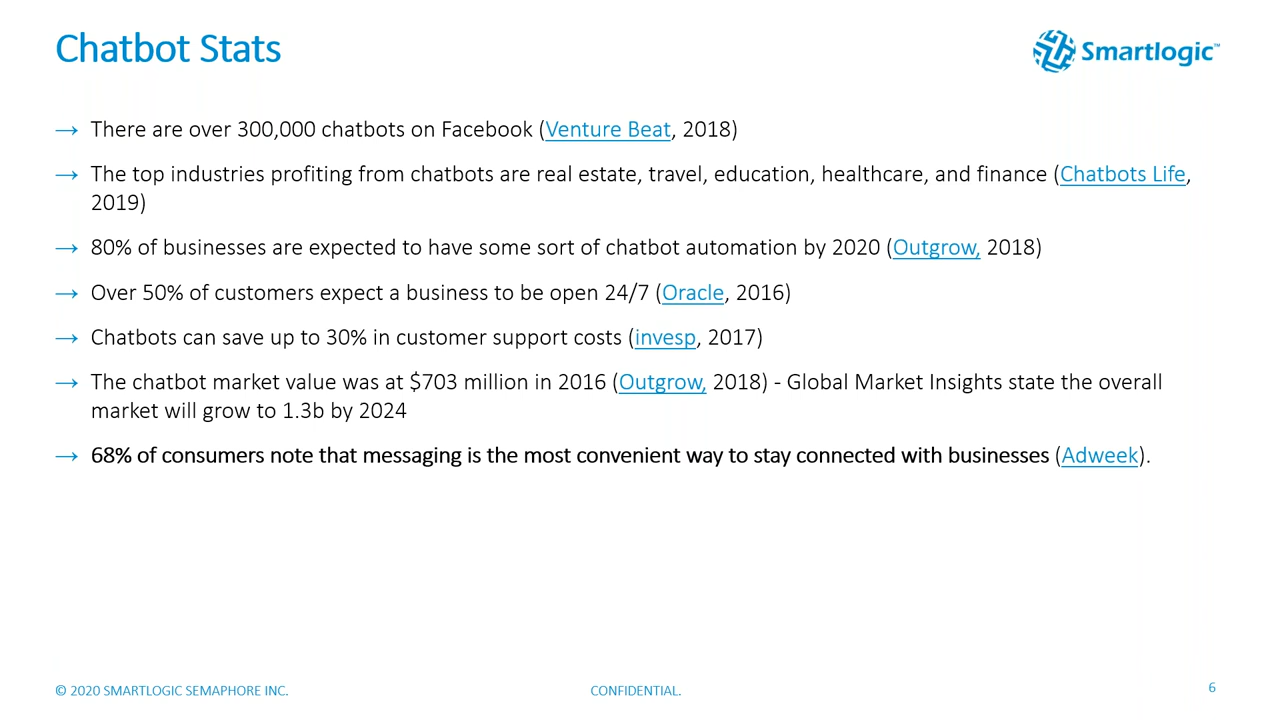 Chatbot Stats
Smartlogic™
→ There are over 300,000 chatbots on Facebook (Venture Beat, 2018)
→ The top industries profiting from chatbots are real estate, travel, education, healthcare, and finance (Chatbots Life,
2019)
→ 80% of businesses are expected to have some sort of chatbot automation by 2020 (Outgrow, 2018)
→ Over 50% of customers expect a business to be open 24/7 (Oracle, 2016)
→ Chatbots can save up to 30% in customer support costs (invesp, 2017)
→ The chatbot market value was at $703 million in 2016 (Outgrow, 2018) - Global Market Insights state the overall
market will grow to 1.3b by 2024
→ 68% of consumers note that messaging is the most convenient way to stay connected with businesses (Adweek).
© 2020 SMARTLOGIC SEMAPHORE INC.
CONFIDENTIAL.
6